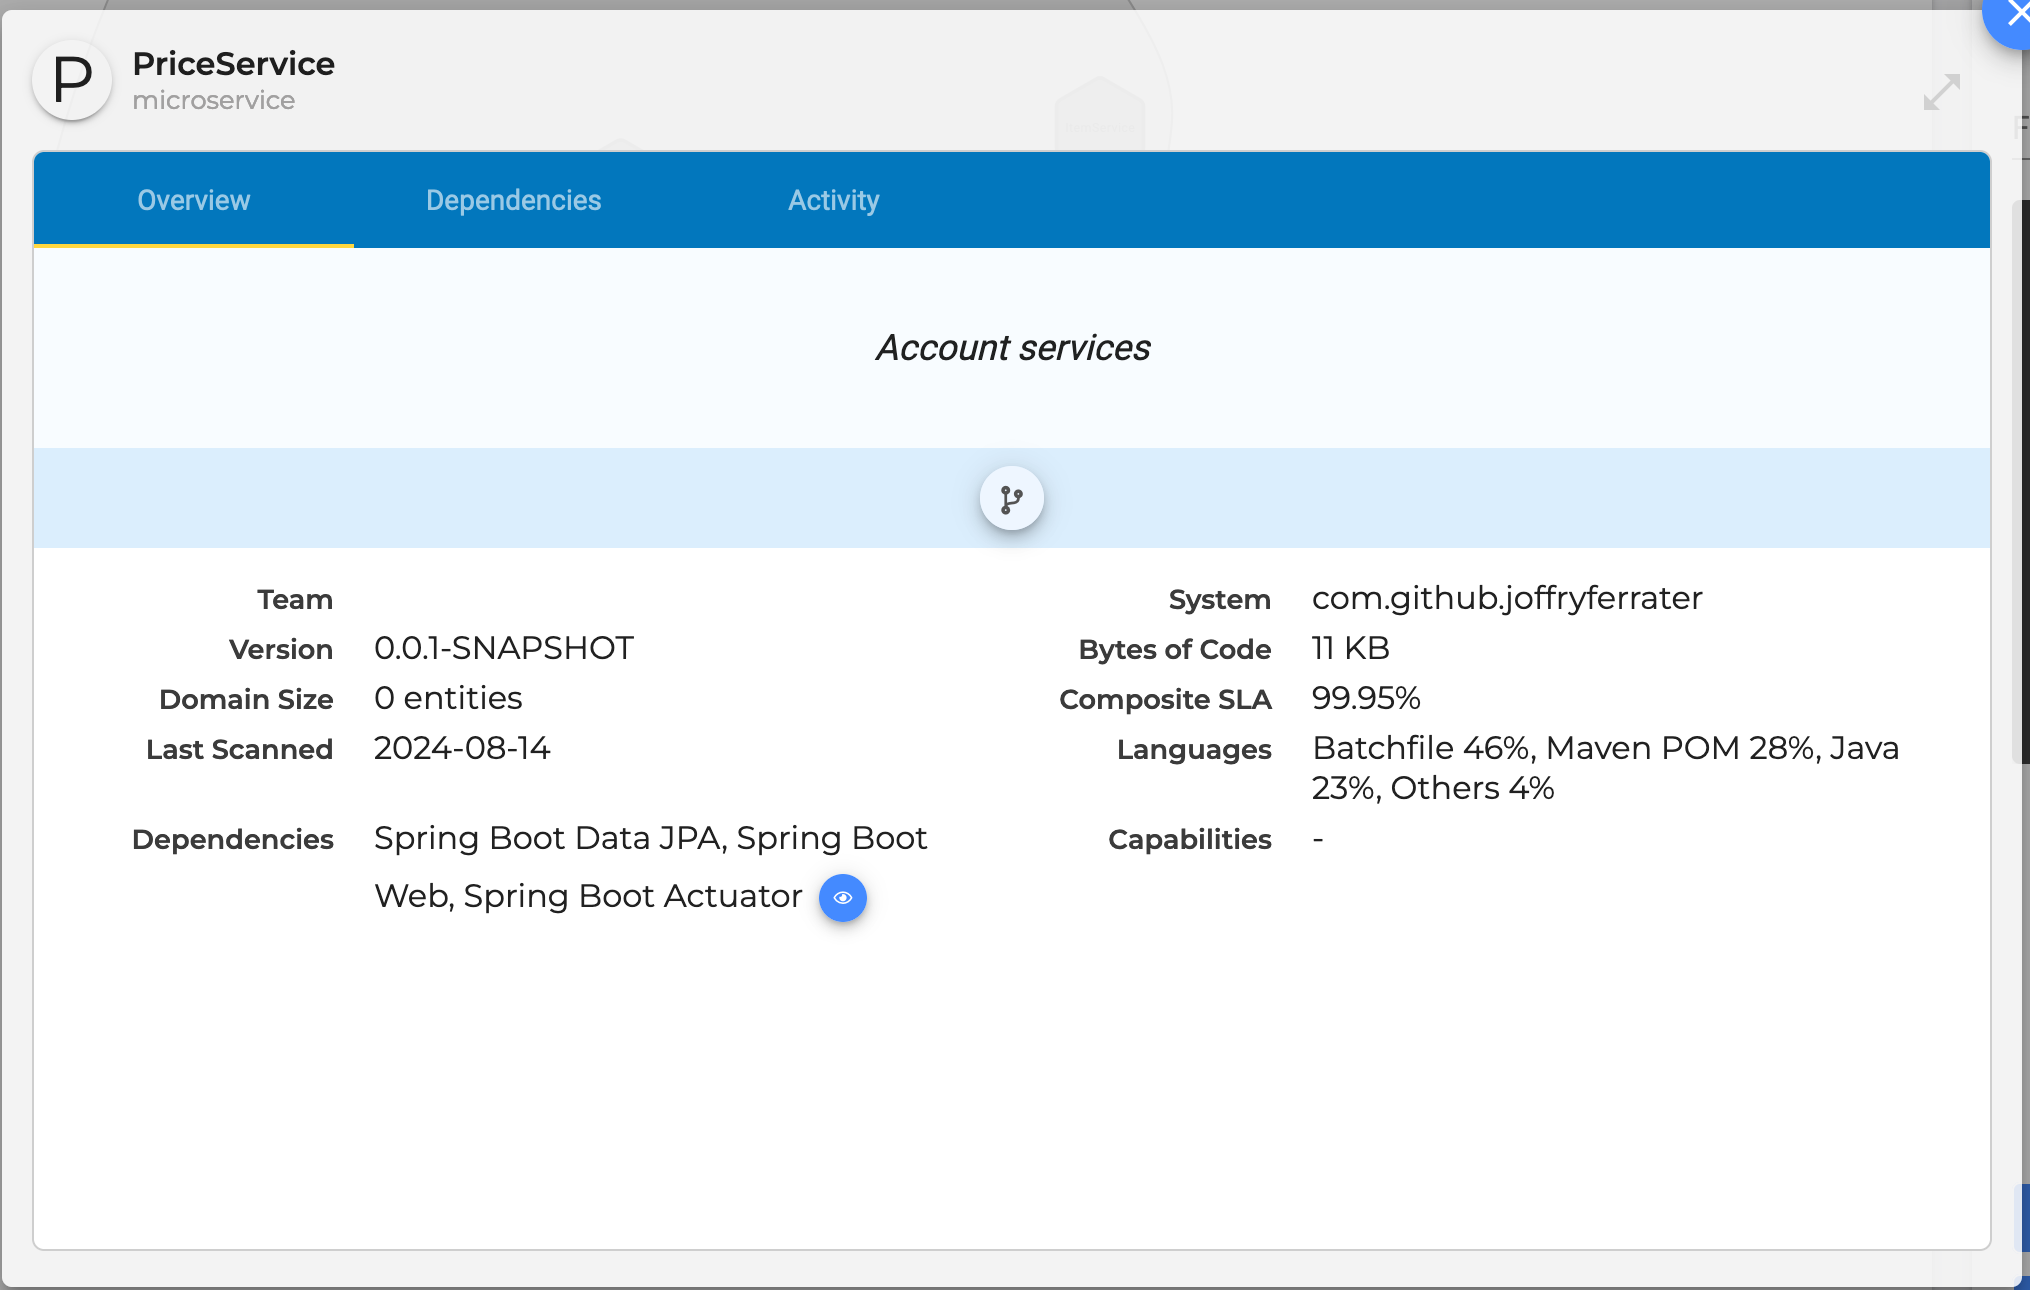 P
PriceService
microservice
Overview
Dependencies
Activity
Account services
Team
System
com.github.joffryferrater
Version
0.0.1-SNAPSHOT
Bytes of Code
11 KB
Domain Size
0 entities
Composite SLA
99.95%
Last Scanned
2024-08-14
Languages
Batchfile 46%, Maven POM 28%, Java
23%, Others 4%
Dependencies
Spring Boot Data JPA, Spring Boot
Web, Spring Boot Actuator
Capabilities
-